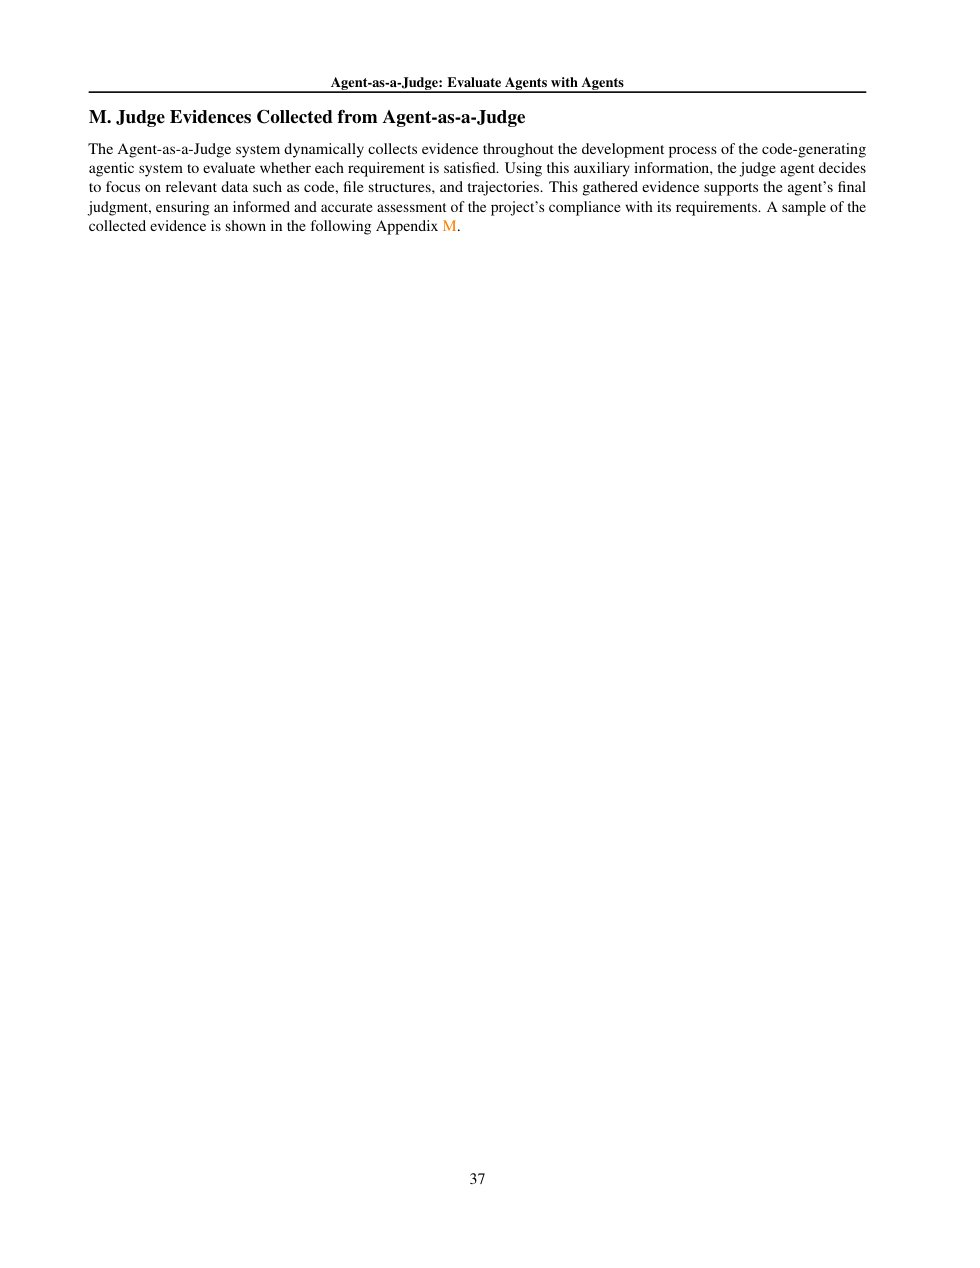 Agent-as-a-Judge: Evaluate Agents with Agents
M. Judge Evidences Collected from Agent-as-a-Judge
The Agent-as-a-Judge system dynamically collects evidence throughout the development process of the code-generating
agentic system to evaluate whether each requirement is satisfied. Using this auxiliary information, the judge agent decides
to focus on relevant data such as code, file structures, and trajectories. This gathered evidence supports the agent's final
judgment, ensuring an informed and accurate assessment of the project's compliance with its requirements. A sample of the
collected evidence is shown in the following Appendix M.
37